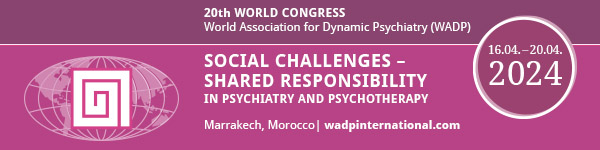 20th WORLD CONGRESS
World Association for Dynamic Psychiatry (WADP)
SOCIAL CHALLENGES –
SHARED RESPONSIBILITY
IN PSYCHIATRY AND PSYCHOTHERAPY
Marrakech, Morocco| wadpinternational.com
16.04.–20.04.
2024